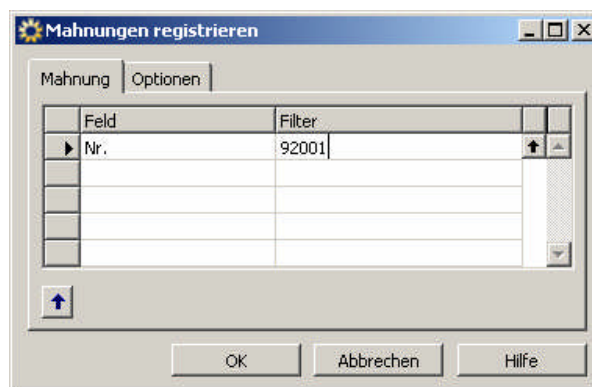 Mahnungen registrieren
Mahnung Optionen
Feld Filter
Nr. 92001
OK Abbrechen Hilfe